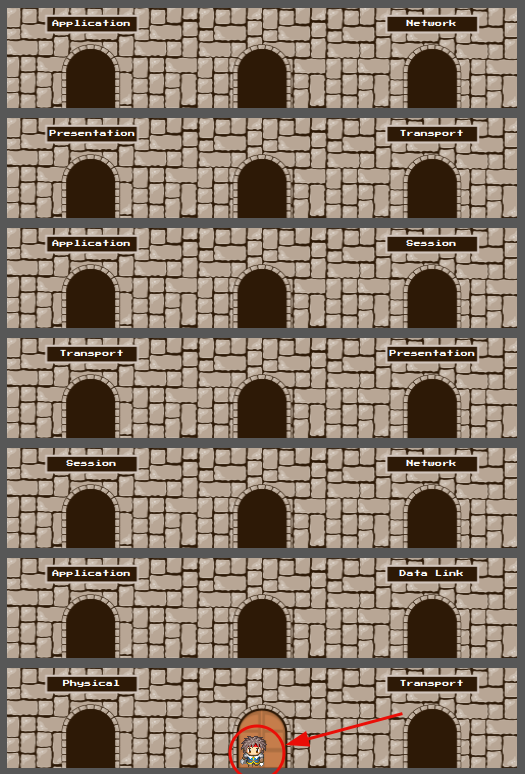 Application Network
Presentation Transport
Application Session
Transport Presentation
Session Network
Application Data Link
Physical Transport